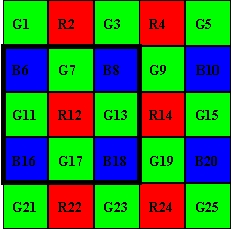 G1 R2 G3 R4 G5
B6 G7 B8 G9 B10
G11 R12 G13 R14 G15
B16 G17 B18 G19 B20
G21 R22 G23 R24 G25